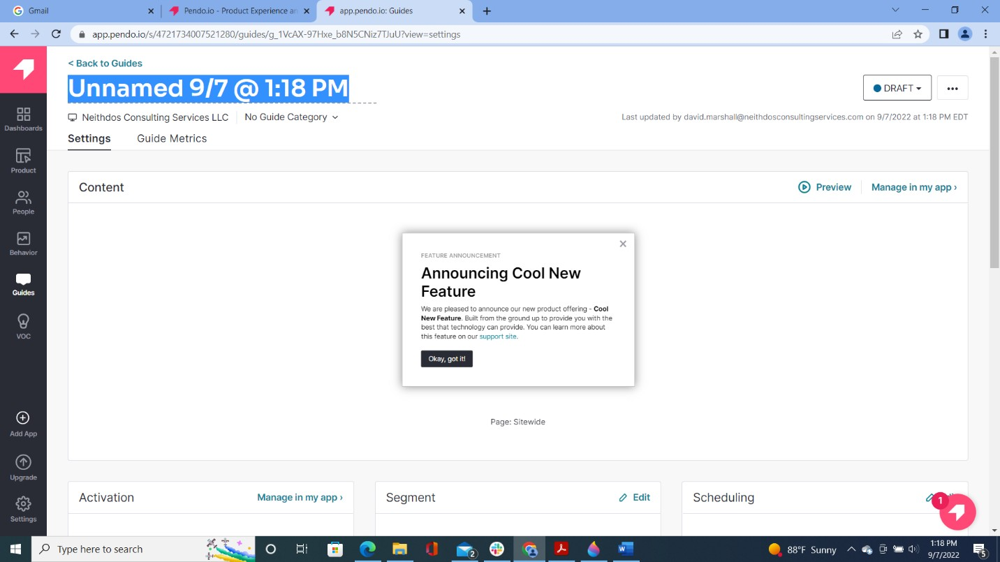 Gmail
Pendo.io - Product Experience an
app.pendo.io: Guides
app.pendo.io/s/4721734007521280/guides/g_1VcAX-97Hxe_b8N5CNiz7TJuU?view=settings
< Back to Guides
Unnamed 9/7 @ 1:18 PM
DRAFT
Neithdos Consulting Services LLC
No Guide Category
Last updated by david.marshall@neithdosconsultingservices.com on 9/7/2022 at 1:18 PM EDT
Settings
Guide Metrics
Dashboards
Product
People
Behavior
Guides
VOC
Add App
Upgrade
Settings
Content
Preview
Manage in my app ›
FEATURE ANNOUNCEMENT
Announcing Cool New
Feature
We are pleased to announce our new product offering - Cool
New Feature. Built from the ground up to provide you with the
best that technology can provide. You can learn more about
this feature on our support site.
Okay, got it!
Page: Sitewide
Activation
Manage in my app ›
Segment
Edit
Scheduling
1
Type here to search
2
88°F Sunny
1:18 PM
9/7/2022
5